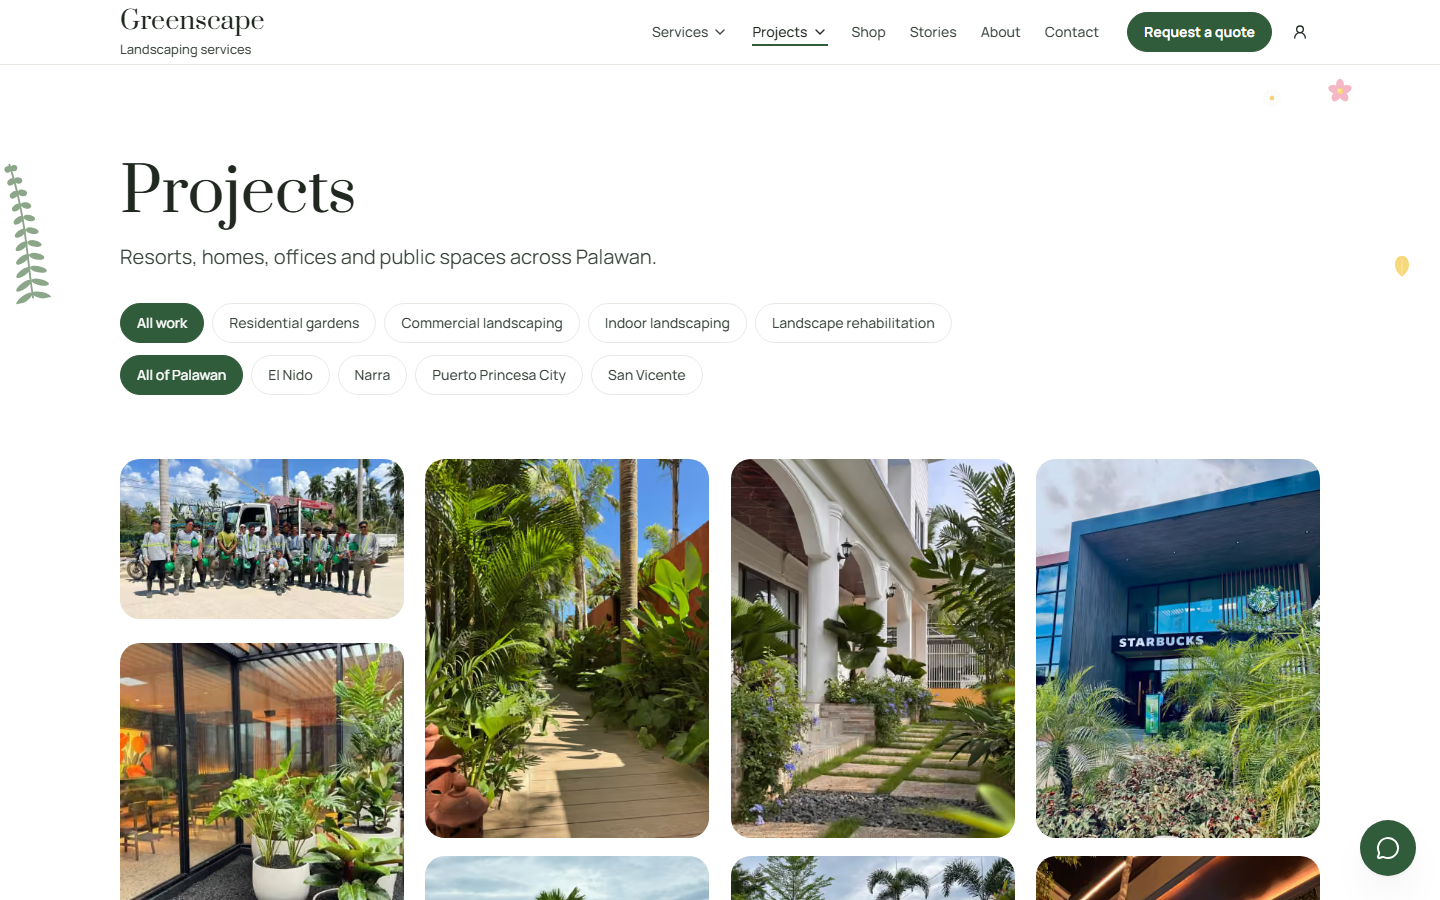 Greenscape
Landscaping services
Services
Projects
Shop
Stories
About
Contact
Request a quote
Projects
Resorts, homes, offices and public spaces across Palawan.
All work
Residential gardens
Commercial landscaping
Indoor landscaping
Landscape rehabilitation
All of Palawan
El Nido
Narra
Puerto Princesa City
San Vicente
STARBUCKS